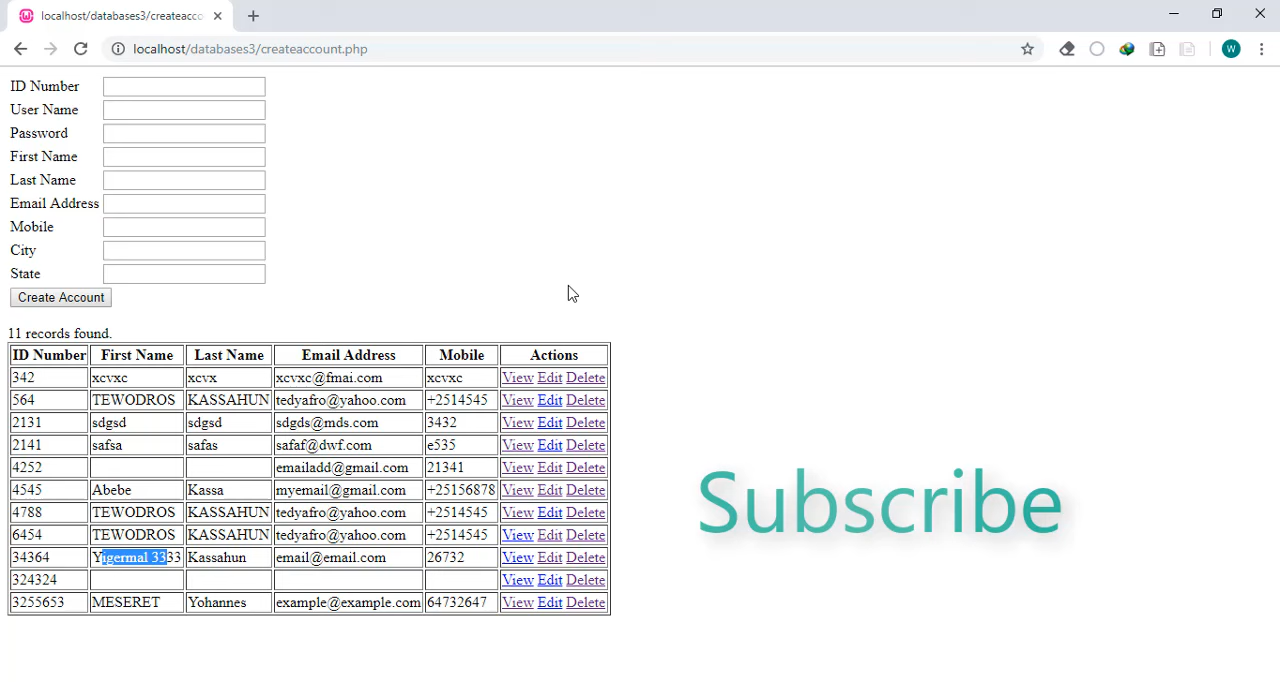 localhost/databases3/createacco
localhost/databases3/createaccount.php
W
ID Number
User Name
Password
First Name
Last Name
Email Address
Mobile
City
State
Create Account
11 records found.
ID Number First Name Last Name Email Address Mobile Actions
342 xcvxc xcvx xcvxc@fmai.com xcvxc View Edit Delete
564 TEWODROS KASSAHUN tedyafro@yahoo.com +2514545 View Edit Delete
2131 sdgsd sdgsd sdgds@mds.com 3432 View Edit Delete
2141 safsa safas safaf@dwf.com e535 View Edit Delete
4252 emailadd@gmail.com 21341 View Edit Delete
4545 Abebe Kassa myemail@gmail.com +25156878 View Edit Delete
4788 TEWODROS KASSAHUN tedyafro@yahoo.com +2514545 View Edit Delete
6454 TEWODROS KASSAHUN tedyafro@yahoo.com +2514545 View Edit Delete
34364 Yigermal 3333 Kassahun email@email.com 26732 View Edit Delete
324324 View Edit Delete
3255653 MESERET Yohannes example@example.com 64732647 View Edit Delete
Subscribe